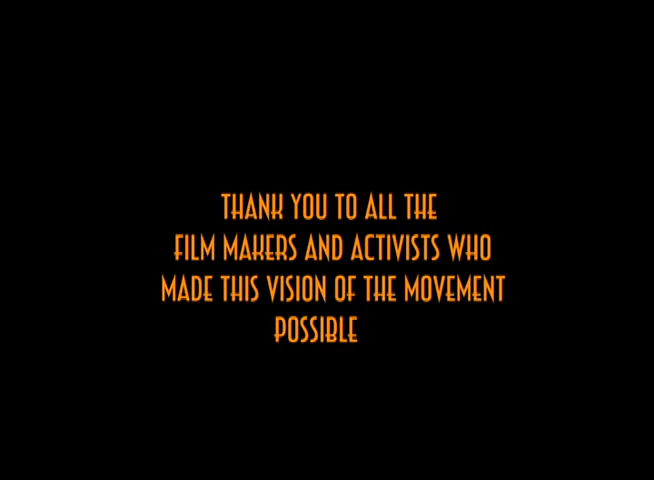 THANK YOU TO ALL THE
FILM MAKERS AND ACTIVISTS WHO
MADE THIS VISION OF THE MOVEMENT
POSSIBLE